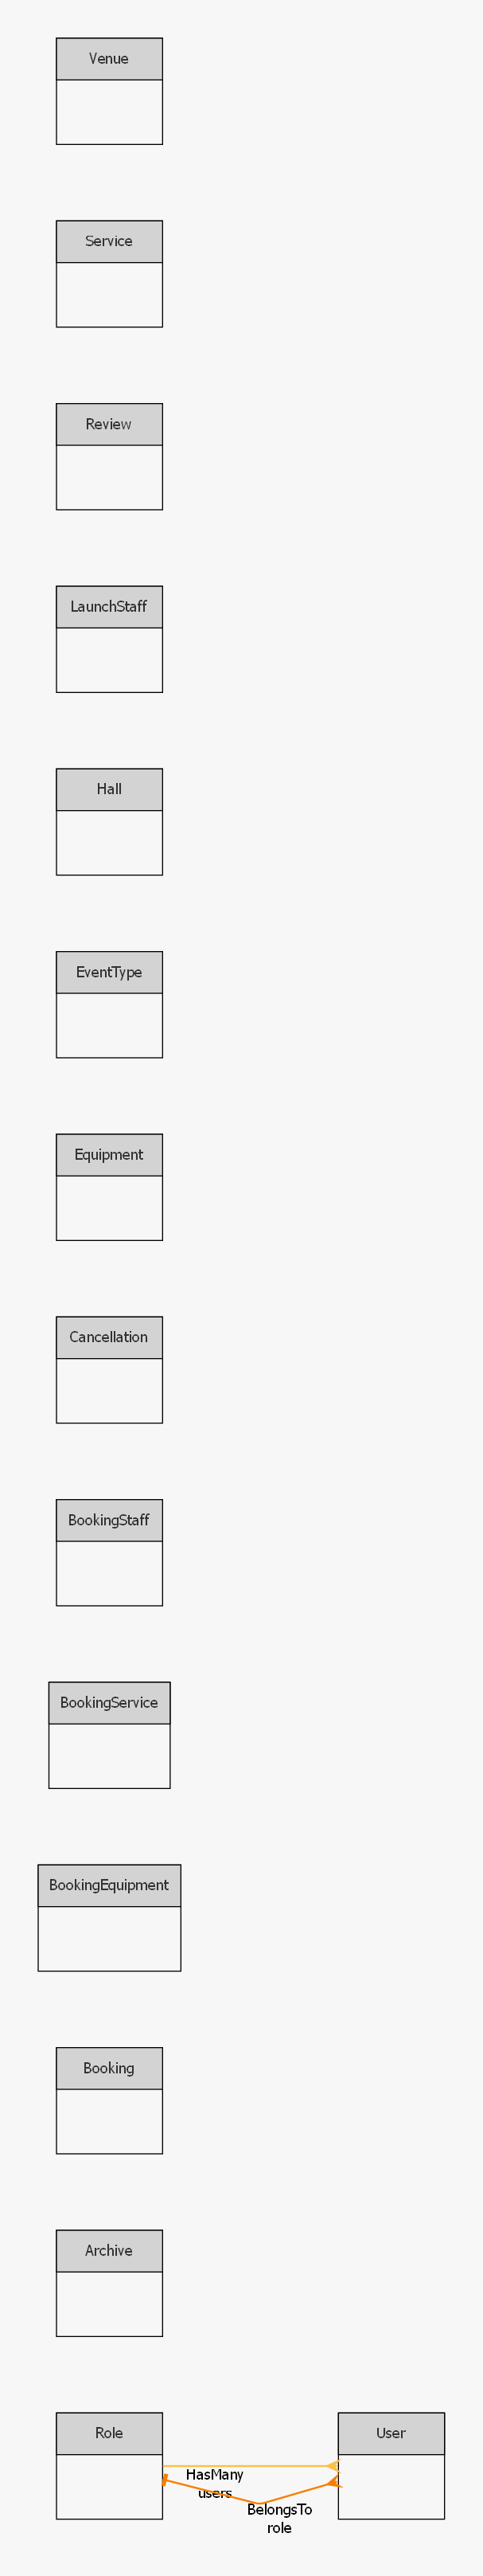 Venue
Service
Review
LaunchStaff
Hall
EventType
Equipment
Cancellation
BookingStaff
BookingService
BookingEquipment
Booking
Archive
Role
User
HasMany
users
BelongsTo
role